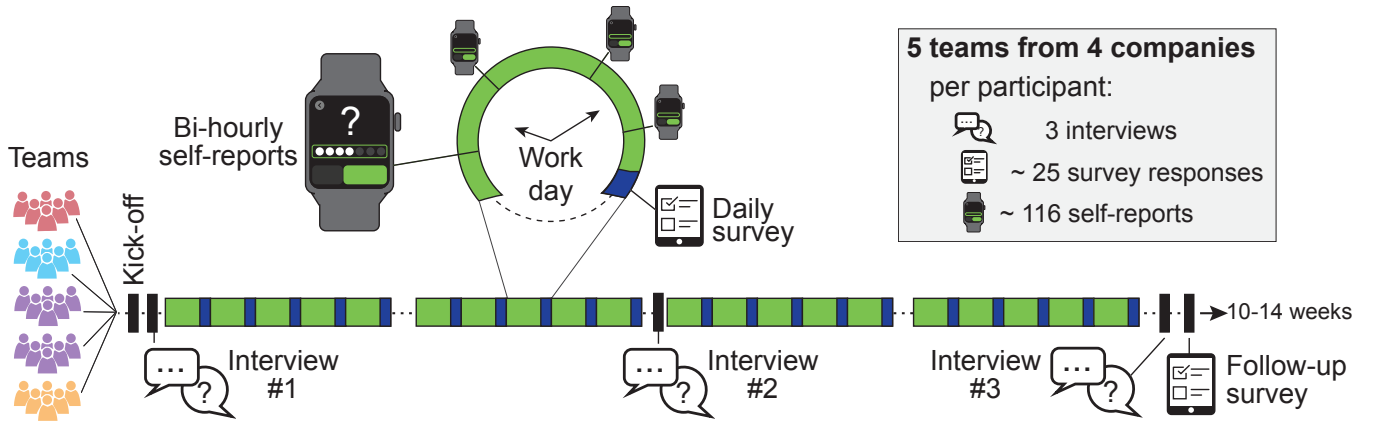 Teams
Kick-off
Bi-hourly
self-reports
?
Work
day
Daily
survey
5 teams from 4 companies
per participant:
... ?
3 interviews
~ 25 survey responses
~ 116 self-reports
10-14 weeks
... ?
Interview
#1
... ?
Interview
#2
Interview
#3
... ?
Follow-up
survey